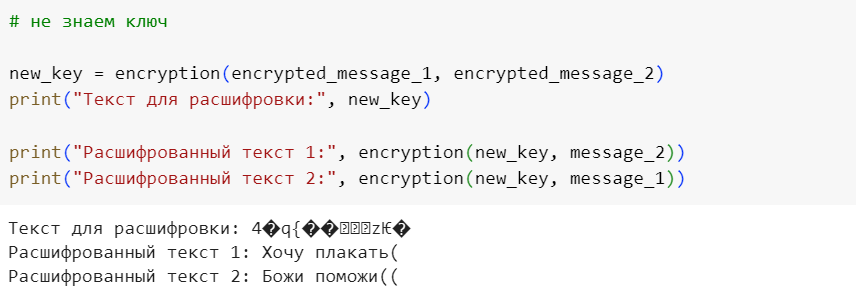 # не знаем ключ
new_key = encryption(encrypted_message_1, encrypted_message_2)
print("Текст для расшифровки:", new_key)
print("Расшифрованный текст 1:", encryption(new_key, message_2))
print("Расшифрованный текст 2:", encryption(new_key, message_1))
Текст для расшифровки: 4�q{��zѤ�
Расшифрованный текст 1: Хочу плакать(
Расшифрованный текст 2: Божи поможи((